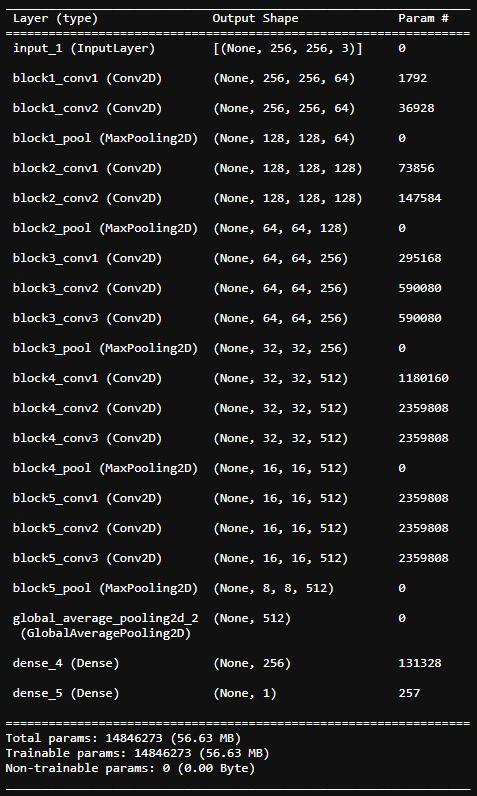 Layer (type) Output Shape Param #
=================================================================
input_1 (InputLayer) [(None, 256, 256, 3)] 0
block1_conv1 (Conv2D) (None, 256, 256, 64) 1792
block1_conv2 (Conv2D) (None, 256, 256, 64) 36928
block1_pool (MaxPooling2D) (None, 128, 128, 64) 0
block2_conv1 (Conv2D) (None, 128, 128, 128) 73856
block2_conv2 (Conv2D) (None, 128, 128, 128) 147584
block2_pool (MaxPooling2D) (None, 64, 64, 128) 0
block3_conv1 (Conv2D) (None, 64, 64, 256) 295168
block3_conv2 (Conv2D) (None, 64, 64, 256) 590080
block3_conv3 (Conv2D) (None, 64, 64, 256) 590080
block3_pool (MaxPooling2D) (None, 32, 32, 256) 0
block4_conv1 (Conv2D) (None, 32, 32, 512) 1180160
block4_conv2 (Conv2D) (None, 32, 32, 512) 2359808
block4_conv3 (Conv2D) (None, 32, 32, 512) 2359808
block4_pool (MaxPooling2D) (None, 16, 16, 512) 0
block5_conv1 (Conv2D) (None, 16, 16, 512) 2359808
block5_conv2 (Conv2D) (None, 16, 16, 512) 2359808
block5_conv3 (Conv2D) (None, 16, 16, 512) 2359808
block5_pool (MaxPooling2D) (None, 8, 8, 512) 0
global_average_pooling2d_2 (None, 512) 0
(GlobalAveragePooling2D)
dense_4 (Dense) (None, 256) 131328
dense_5 (Dense) (None, 1) 257
=================================================================
Total params: 14846273 (56.63 MB)
Trainable params: 14846273 (56.63 MB)
Non-trainable params: 0 (0.00 Byte)